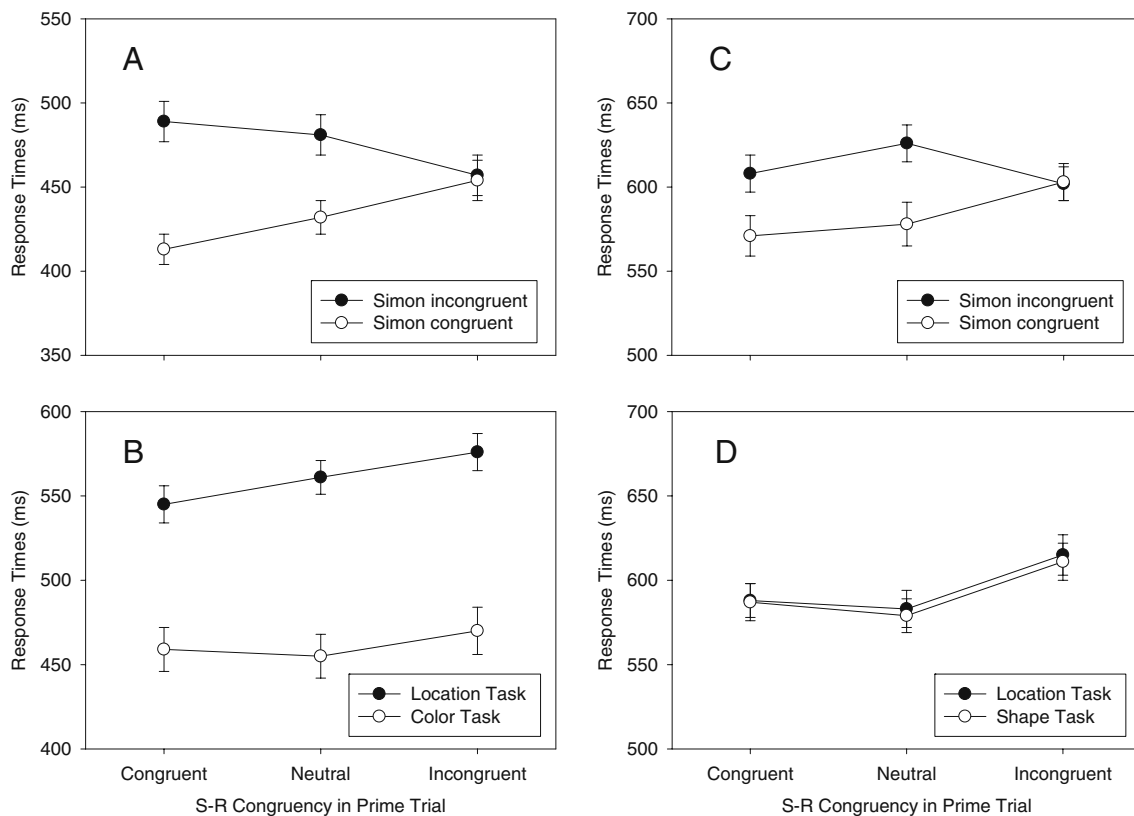 550
500
450
400
350
Response Times (ms)
A
Simon incongruent
Simon congruent
700
650
600
550
500
Response Times (ms)
C
Simon incongruent
Simon congruent
600
550
500
450
400
Response Times (ms)
B
Location Task
Color Task
Congruent Neutral Incongruent
S-R Congruency in Prime Trial
700
650
600
550
500
Response Times (ms)
D
Location Task
Shape Task
Congruent Neutral Incongruent
S-R Congruency in Prime Trial